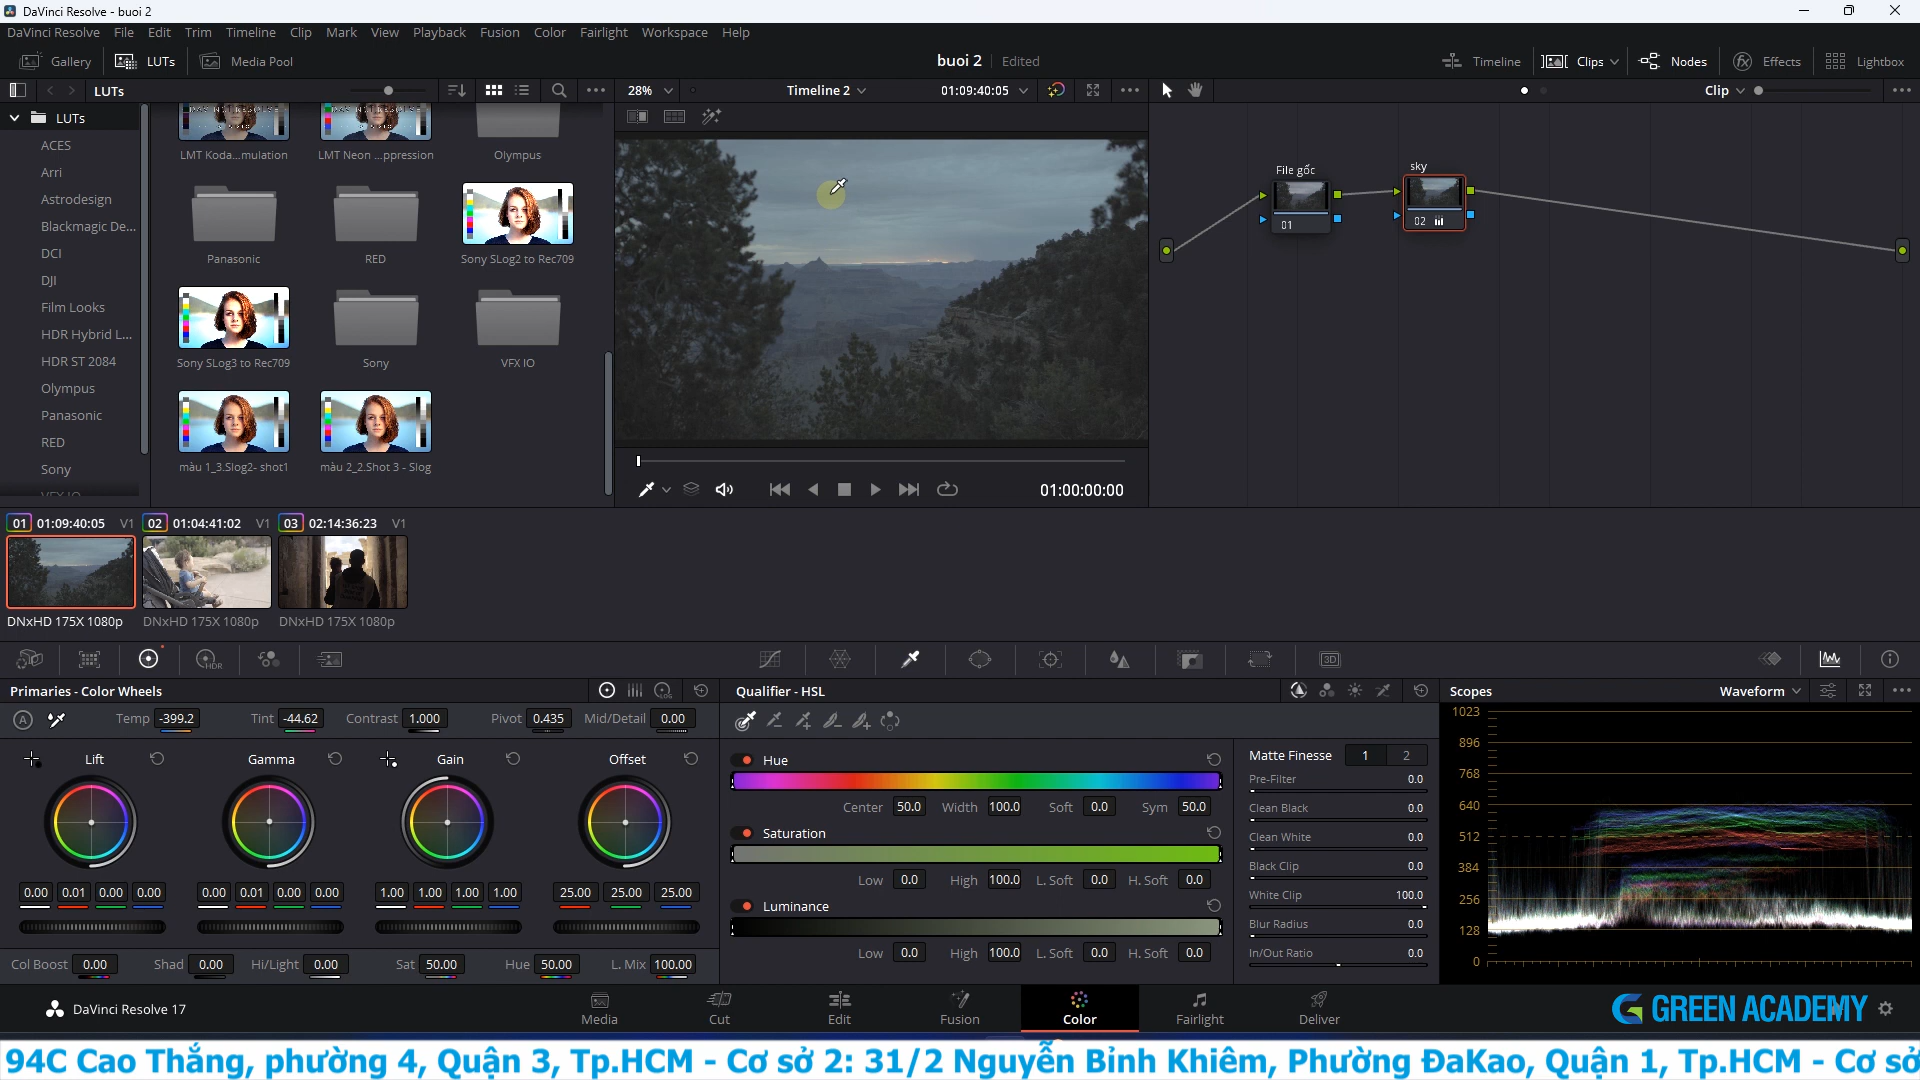 DaVinci Resolve - buoi 2
DaVinci Resolve File Edit Trim Timeline Clip Mark View Playback Fusion Color Fairlight Workspace Help
Gallery LUTs Media Pool buoi 2 Edited Timeline Clips Nodes Effects Lightbox
LUTs 28% Timeline 2 01:09:40:05 Clip
LUTs
ACES
Arri
Astrodesign
Blackmagic De...
DCI
DJI
Film Looks
HDR Hybrid L...
HDR ST 2084
Olympus
Panasonic
RED
Sony
VFX IO
LMT Koda...mulation LMT Neon ...ppression Olympus
Panasonic RED Sony SLog2 to Rec709
Sony SLog3 to Rec709 Sony VFX IO
màu 1_3.Slog2- shot1 màu 2_2.Shot 3 - Slog
01:00:00:00
File gốc sky
01 02
01 01:09:40:05 V1 02 01:04:41:02 V1 03 02:14:36:23 V1
DNxHD 175X 1080p DNxHD 175X 1080p DNxHD 175X 1080p
HDR 3D
Primaries - Color Wheels LOG
A Temp -399.2 Tint -44.62 Contrast 1.000 Pivot 0.435 Mid/Detail 0.00
Lift Gamma Gain Offset
0.00 0.01 0.00 0.00 0.00 0.01 0.00 0.00 1.00 1.00 1.00 1.00 25.00 25.00 25.00
Col Boost 0.00 Shad 0.00 Hi/Light 0.00 Sat 50.00 Hue 50.00 L. Mix 100.00
Qualifier - HSL
Hue
Center 50.0 Width 100.0 Soft 0.0 Sym 50.0
Saturation
Low 0.0 High 100.0 L. Soft 0.0 H. Soft 0.0
Luminance
Low 0.0 High 100.0 L. Soft 0.0 H. Soft 0.0
Matte Finesse 1 2
Pre-Filter 0.0
Clean Black 0.0
Clean White 0.0
Black Clip 0.0
White Clip 100.0
Blur Radius 0.0
In/Out Ratio 0.0
Scopes Waveform
1023
896
768
640
512
384
256
128
0
DaVinci Resolve 17 Media Cut Edit Fusion Color Fairlight Deliver GREEN ACADEMY
94C Cao Thắng, phường 4, Quận 3, Tp.HCM - Cơ sở 2: 31/2 Nguyễn Bỉnh Khiêm, Phường ĐaKao, Quận 1, Tp.HCM - Cơ sở